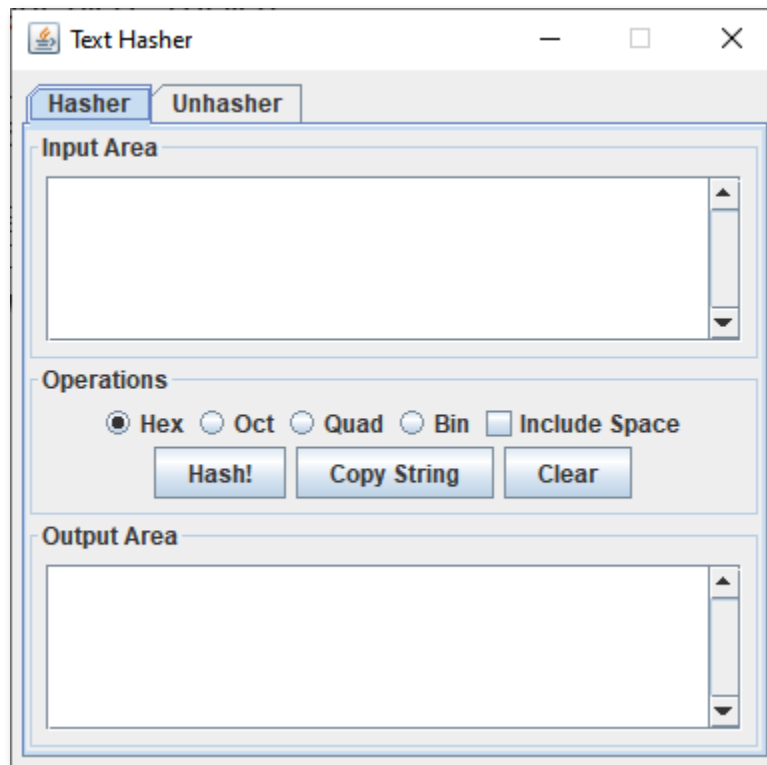 Text Hasher
Hasher Unhasher
Input Area
Operations
Hex Oct Quad Bin Include Space
Hash! Copy String Clear
Output Area